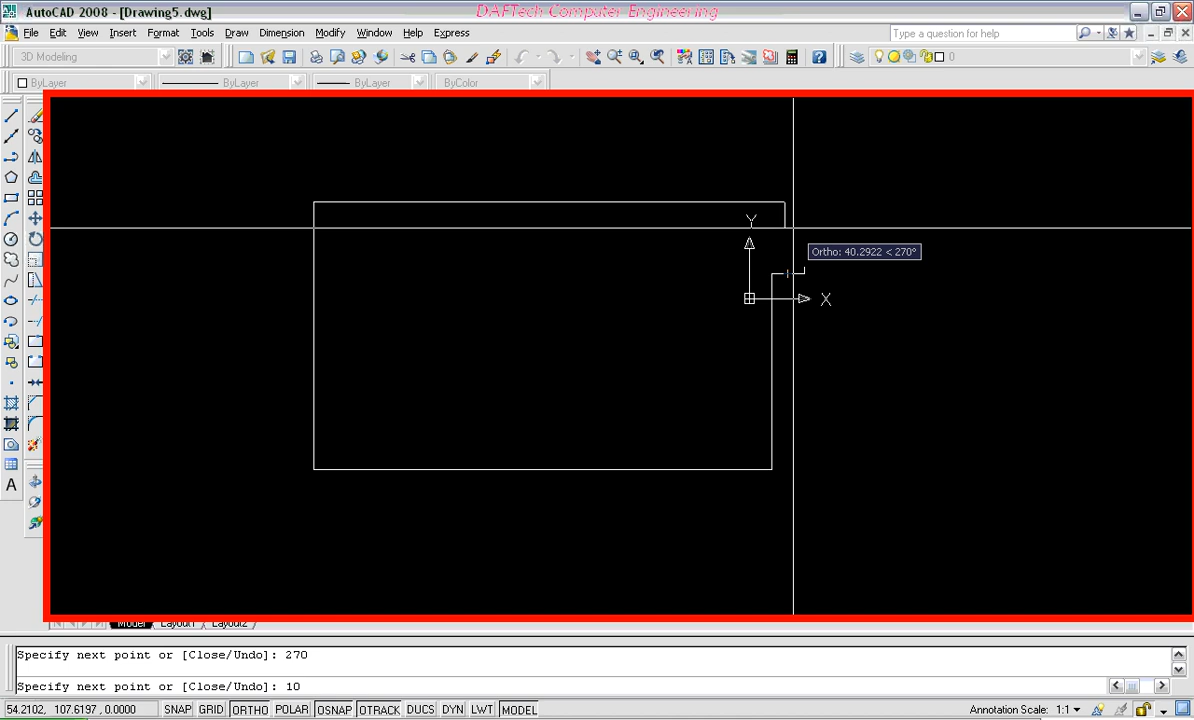 AutoCAD 2008 - [Drawing5.dwg]
DAFTech Computer Engineering
File Edit View Insert Format Tools Draw Dimension Modify Window Help Express
Type a question for help
3D Modeling
0
ByLayer ByLayer ByLayer ByColor
Y
Ortho: 40.2922 < 270°
X
A
Model Layout1 Layout2
Specify next point or [Close/Undo]: 270
Specify next point or [Close/Undo]: 10
54.2102, 107.6197 , 0.0000 SNAP GRID ORTHO POLAR OSNAP OTRACK DUCS DYN LWT MODEL Annotation Scale: 1:1